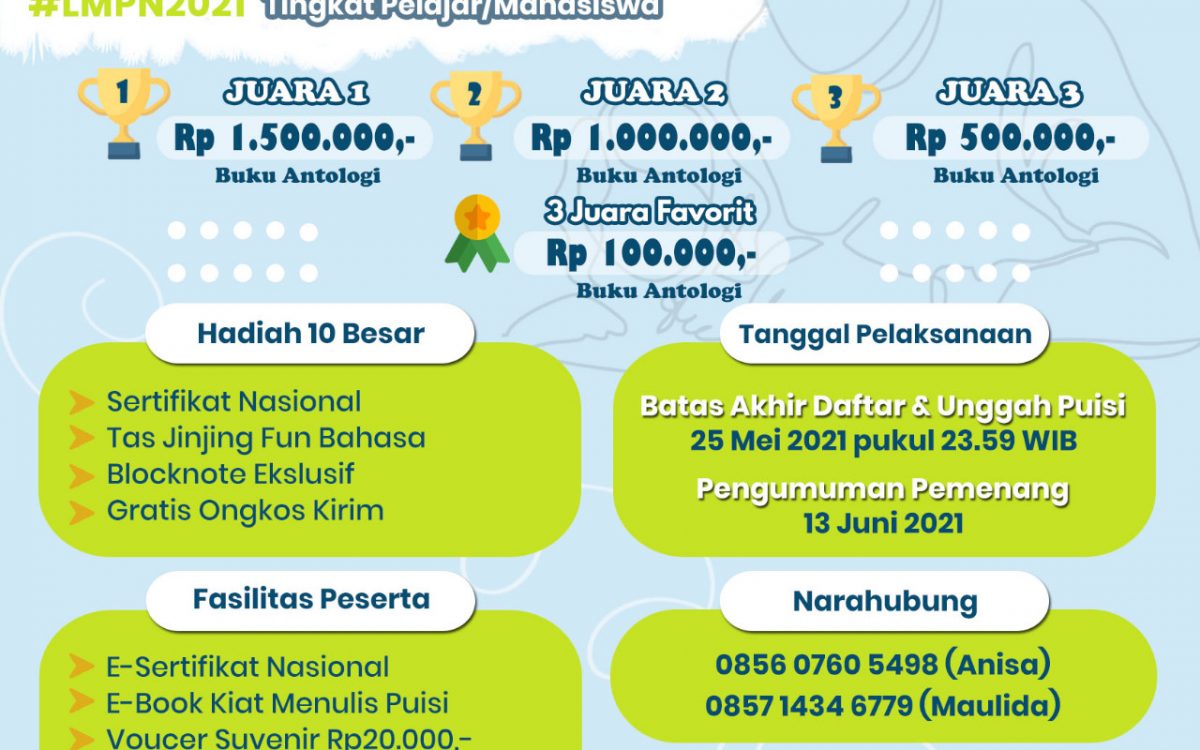 #LMPN2021 Tingkat Pelajar/Mahasiswa
1 JUARA 1
Rp 1.500.000,-
Buku Antologi
2 JUARA 2
Rp 1.000.000,-
Buku Antologi
3 JUARA 3
Rp 500.000,-
Buku Antologi
3 Juara Favorit
Rp 100.000,-
Buku Antologi
Hadiah 10 Besar
Sertifikat Nasional
Tas Jinjing Fun Bahasa
Blocknote Ekslusif
Gratis Ongkos Kirim
Tanggal Pelaksanaan
Batas Akhir Daftar & Unggah Puisi
25 Mei 2021 pukul 23.59 WIB
Pengumuman Pemenang
13 Juni 2021
Fasilitas Peserta
E-Sertifikat Nasional
E-Book Kiat Menulis Puisi
Voucer Suvenir Rp20.000,-
Narahubung
0856 0760 5498 (Anisa)
0857 1434 6779 (Maulida)